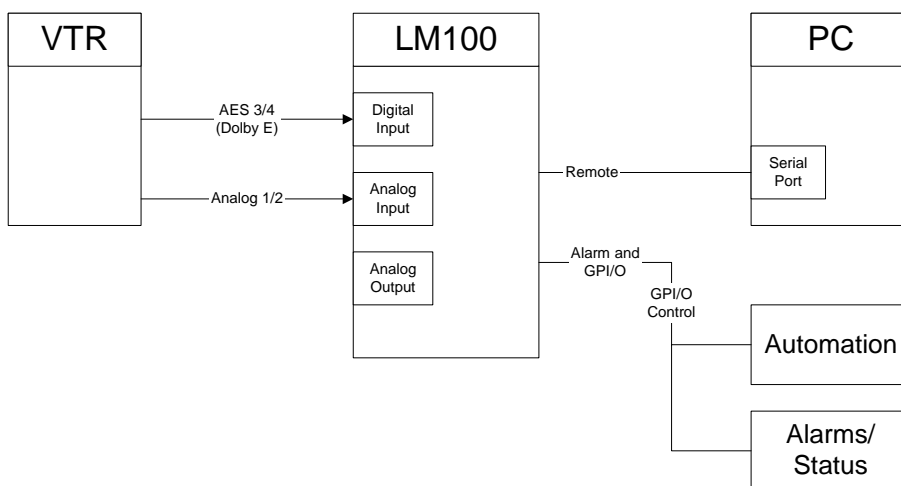 VTR
LM100
PC
AES 3/4
(Dolby E)
Digital
Input
Analog 1/2
Analog
Input
Remote
Serial
Port
Analog
Output
Alarm and
GPI/O
GPI/O
Control
Automation
Alarms/
Status